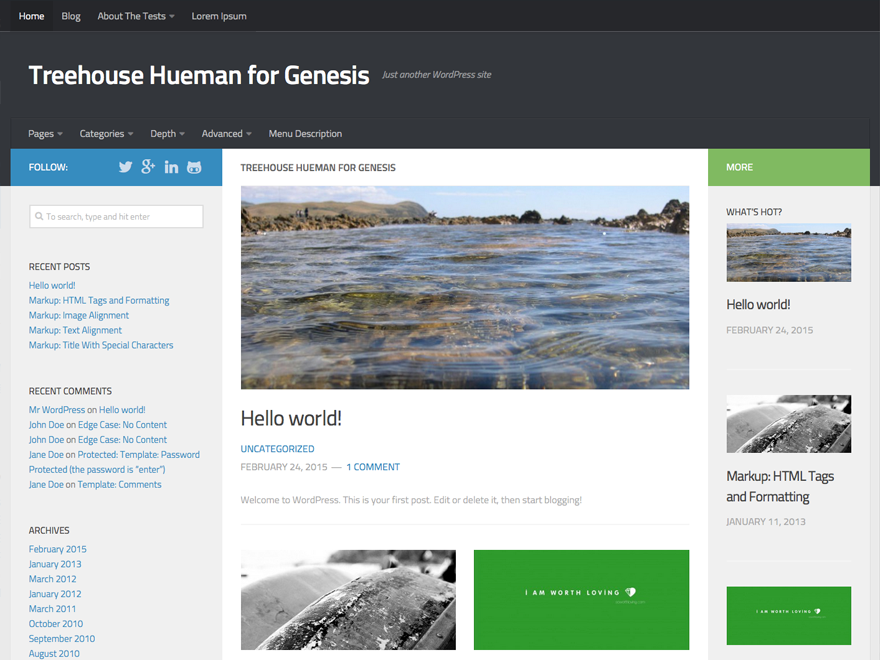 Home Blog About The Tests Lorem Ipsum
Treehouse Hueman for Genesis Just another WordPress site
Pages Categories Depth Advanced Menu Description
FOLLOW:
To search, type and hit enter
RECENT POSTS
Hello world!
Markup: HTML Tags and Formatting
Markup: Image Alignment
Markup: Text Alignment
Markup: Title With Special Characters
RECENT COMMENTS
Mr WordPress on Hello world!
John Doe on Edge Case: No Content
John Doe on Edge Case: No Content
Jane Doe on Protected: Template: Password
Protected (the password is “enter”)
Jane Doe on Template: Comments
ARCHIVES
February 2015
January 2013
March 2012
January 2012
March 2011
October 2010
September 2010
August 2010
TREEHOUSE HUEMAN FOR GENESIS
Hello world!
UNCATEGORIZED
FEBRUARY 24, 2015 — 1 COMMENT
Welcome to WordPress. This is your first post. Edit or delete it, then start blogging!
I AM WORTH LOVING
MORE
WHAT'S HOT?
Hello world!
FEBRUARY 24, 2015
Markup: HTML Tags
and Formatting
JANUARY 11, 2013
I AM WORTH LOVING